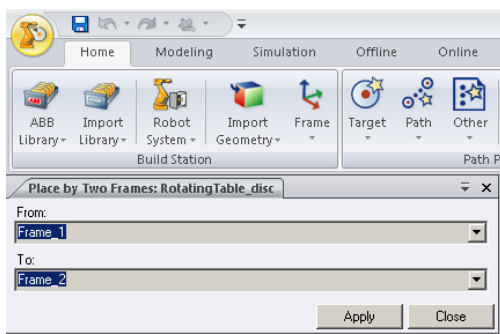 Home Modeling Simulation Offline Online
ABB Library Import Library Robot System Import Geometry Frame Target Path Other
Build Station Path P
Place by Two Frames: RotatingTable_disc
From:
Frame_1
To:
Frame_2
Apply Close